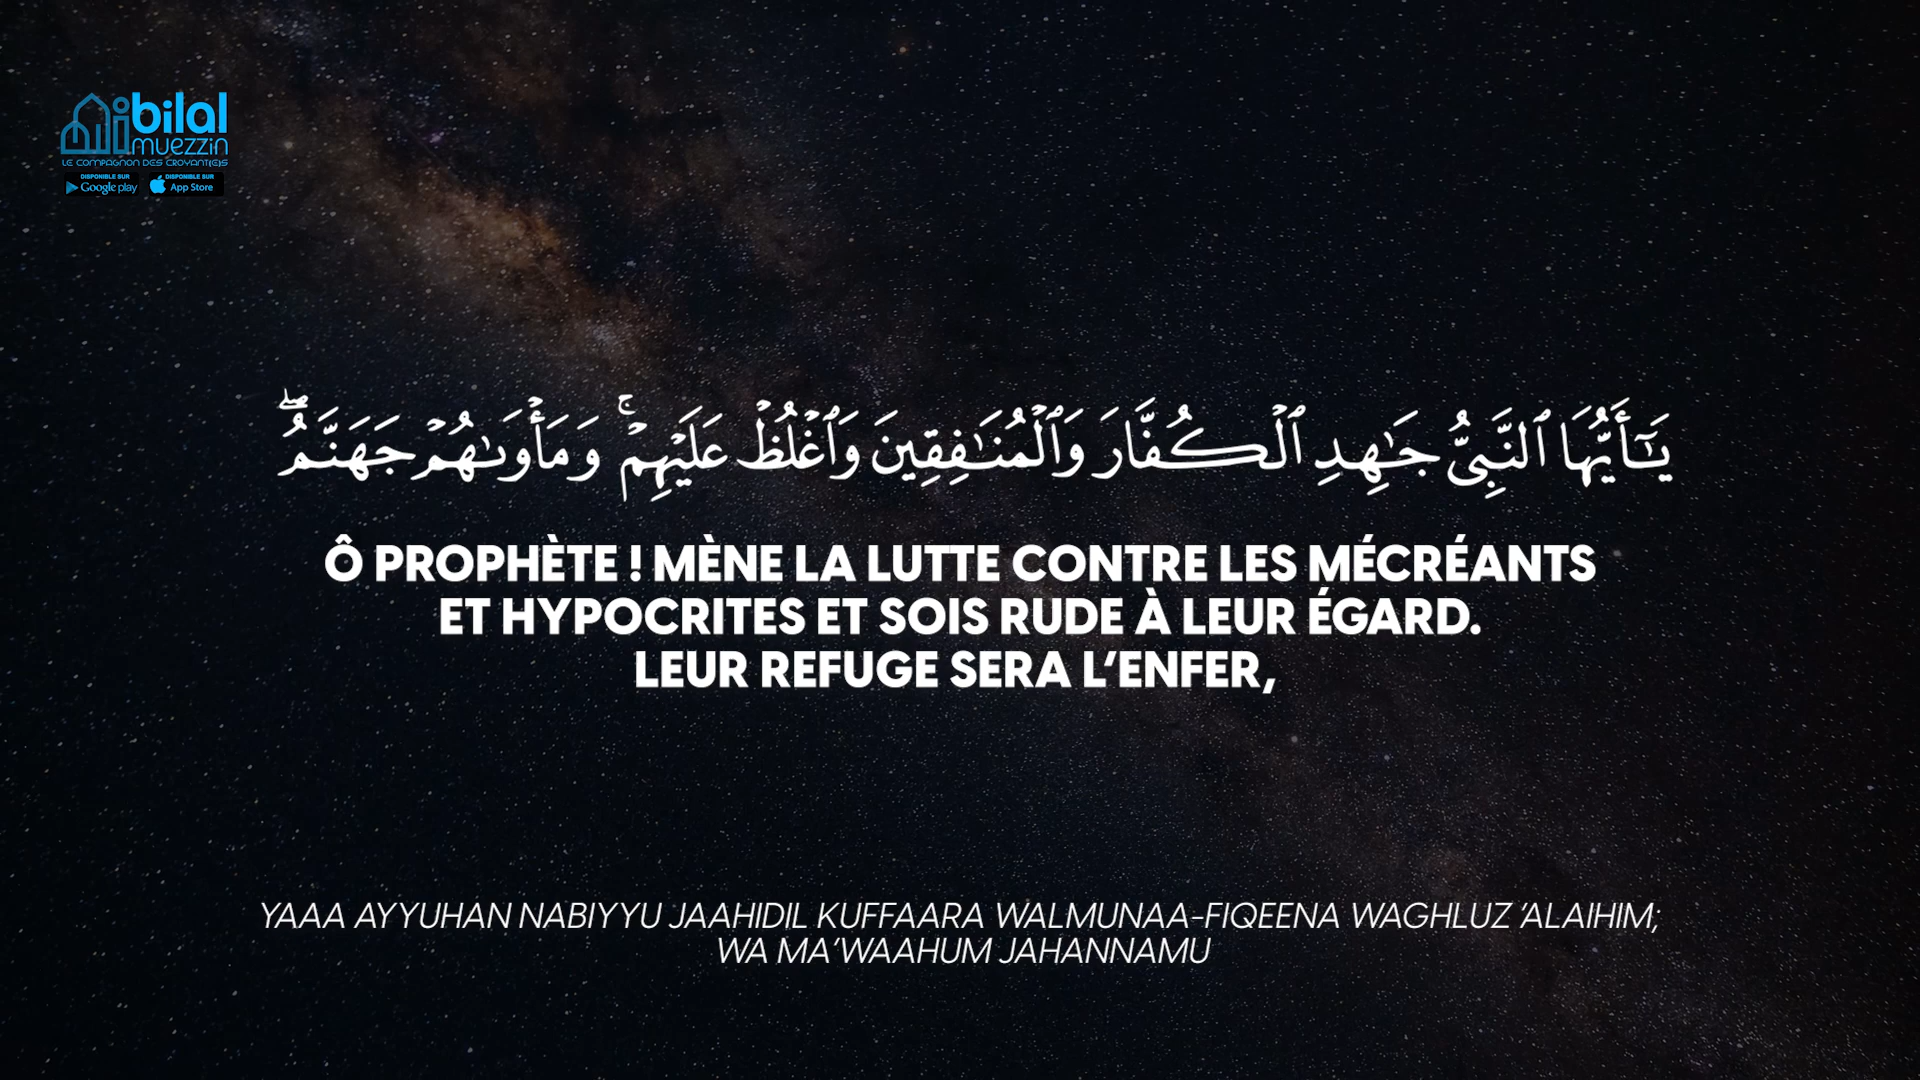 bilal
muezzin
LE COMPAGNON DES CROYANT(E)S
DISPONIBLE SUR
Google play
DISPONIBLE SUR
App Store
يَـٰٓأَيُّهَا ٱلنَّبِىُّ جَـٰهِدِ ٱلْكُفَّارَ وَٱلْمُنَـٰفِقِينَ وَٱغْلُظْ عَلَيْهِمْ ۚ وَمَأْوَىٰهُمْ جَهَنَّمُ ۖ
Ô PROPHÈTE ! MÈNE LA LUTTE CONTRE LES MÉCRÉANTS
ET HYPOCRITES ET SOIS RUDE À LEUR ÉGARD.
LEUR REFUGE SERA L’ENFER,
YAAA AYYUHAN NABIYYU JAAHIDIL KUFFAARA WALMUNAA-FIQEENA WAGHLUZ ’ALAIHIM;
WA MA’WAAHUM JAHANNAMU